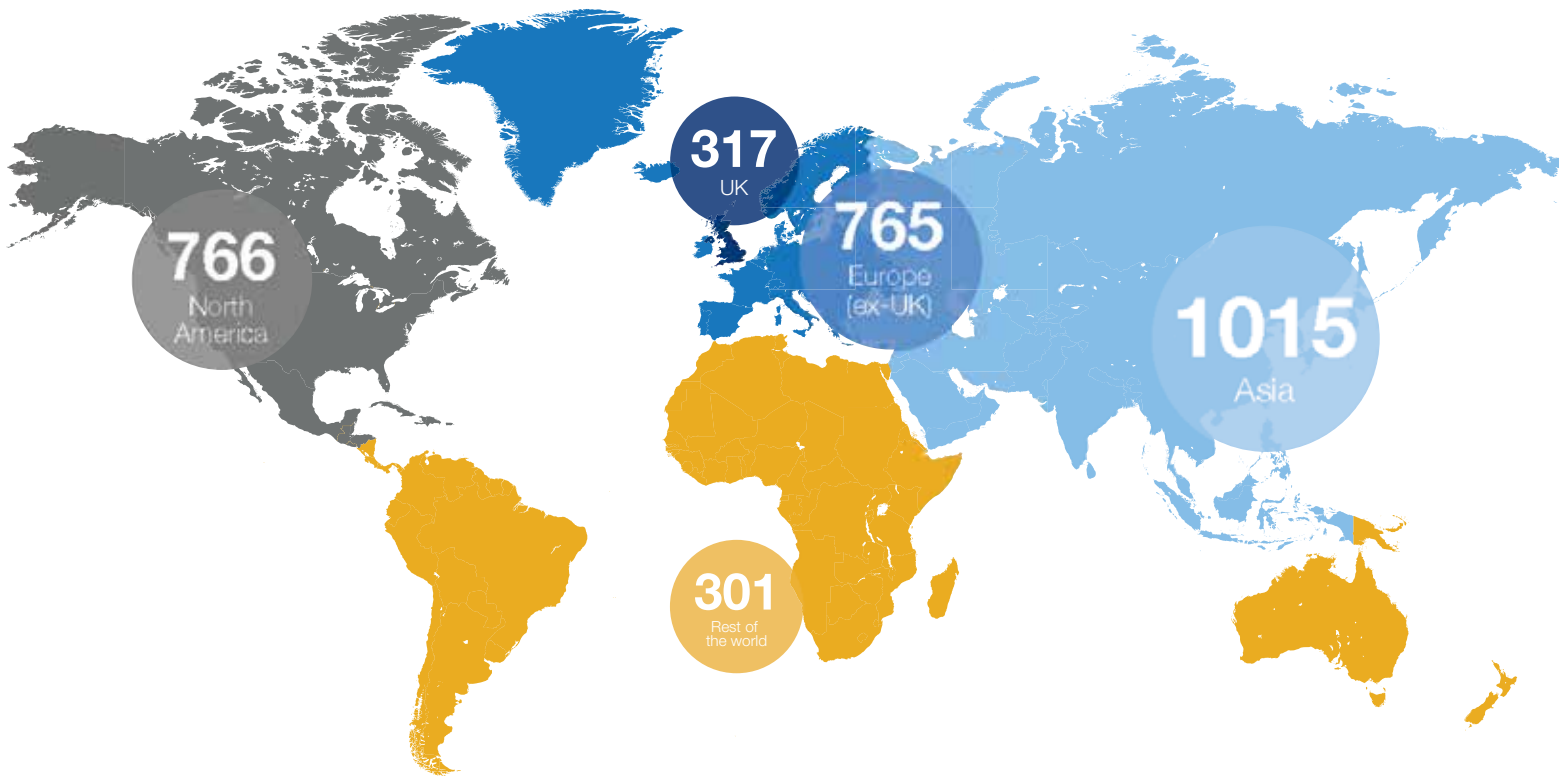 317
UK
765
Europe
(ex-UK)
766
North
America
1015
Asia
301
Rest of
the world